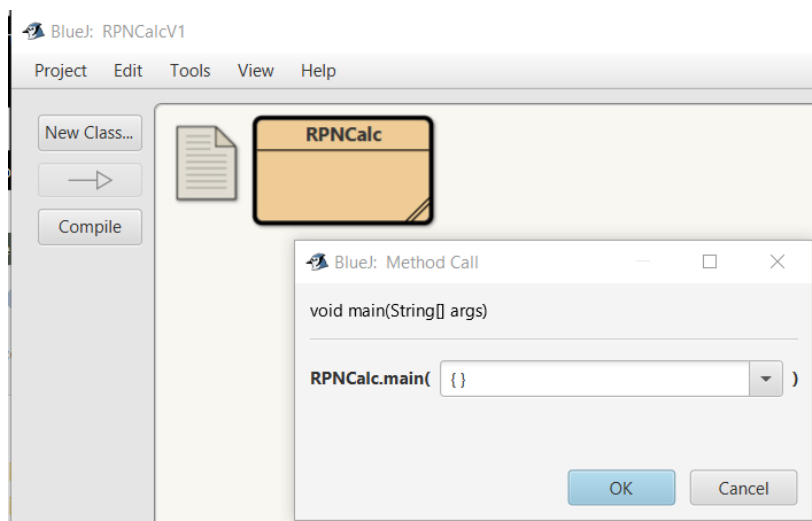 BlueJ: RPNCalcV1
Project Edit Tools View Help
New Class...
Compile
RPNCalc
BlueJ: Method Call
void main(String[] args)
RPNCalc.main( { } )
OK Cancel